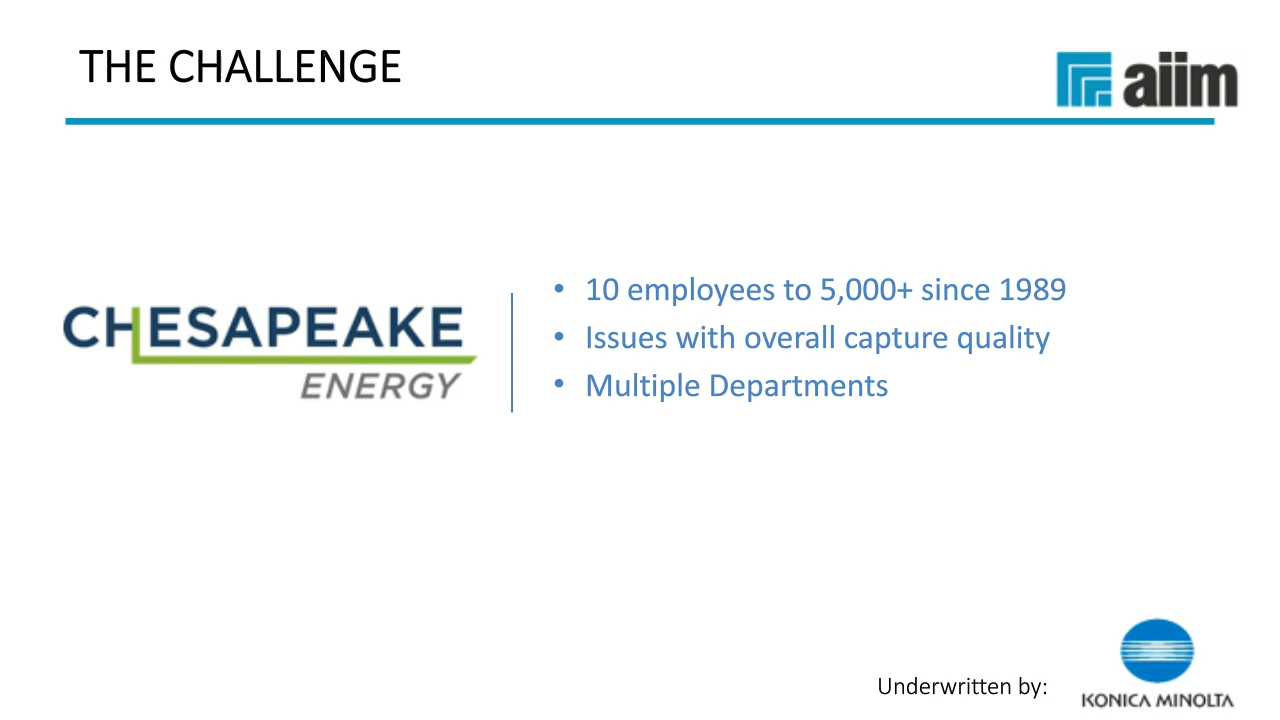 THE CHALLENGE
aiim
CHESAPEAKE
ENERGY
• 10 employees to 5,000+ since 1989
• Issues with overall capture quality
• Multiple Departments
Underwritten by:
KONICA MINOLTA